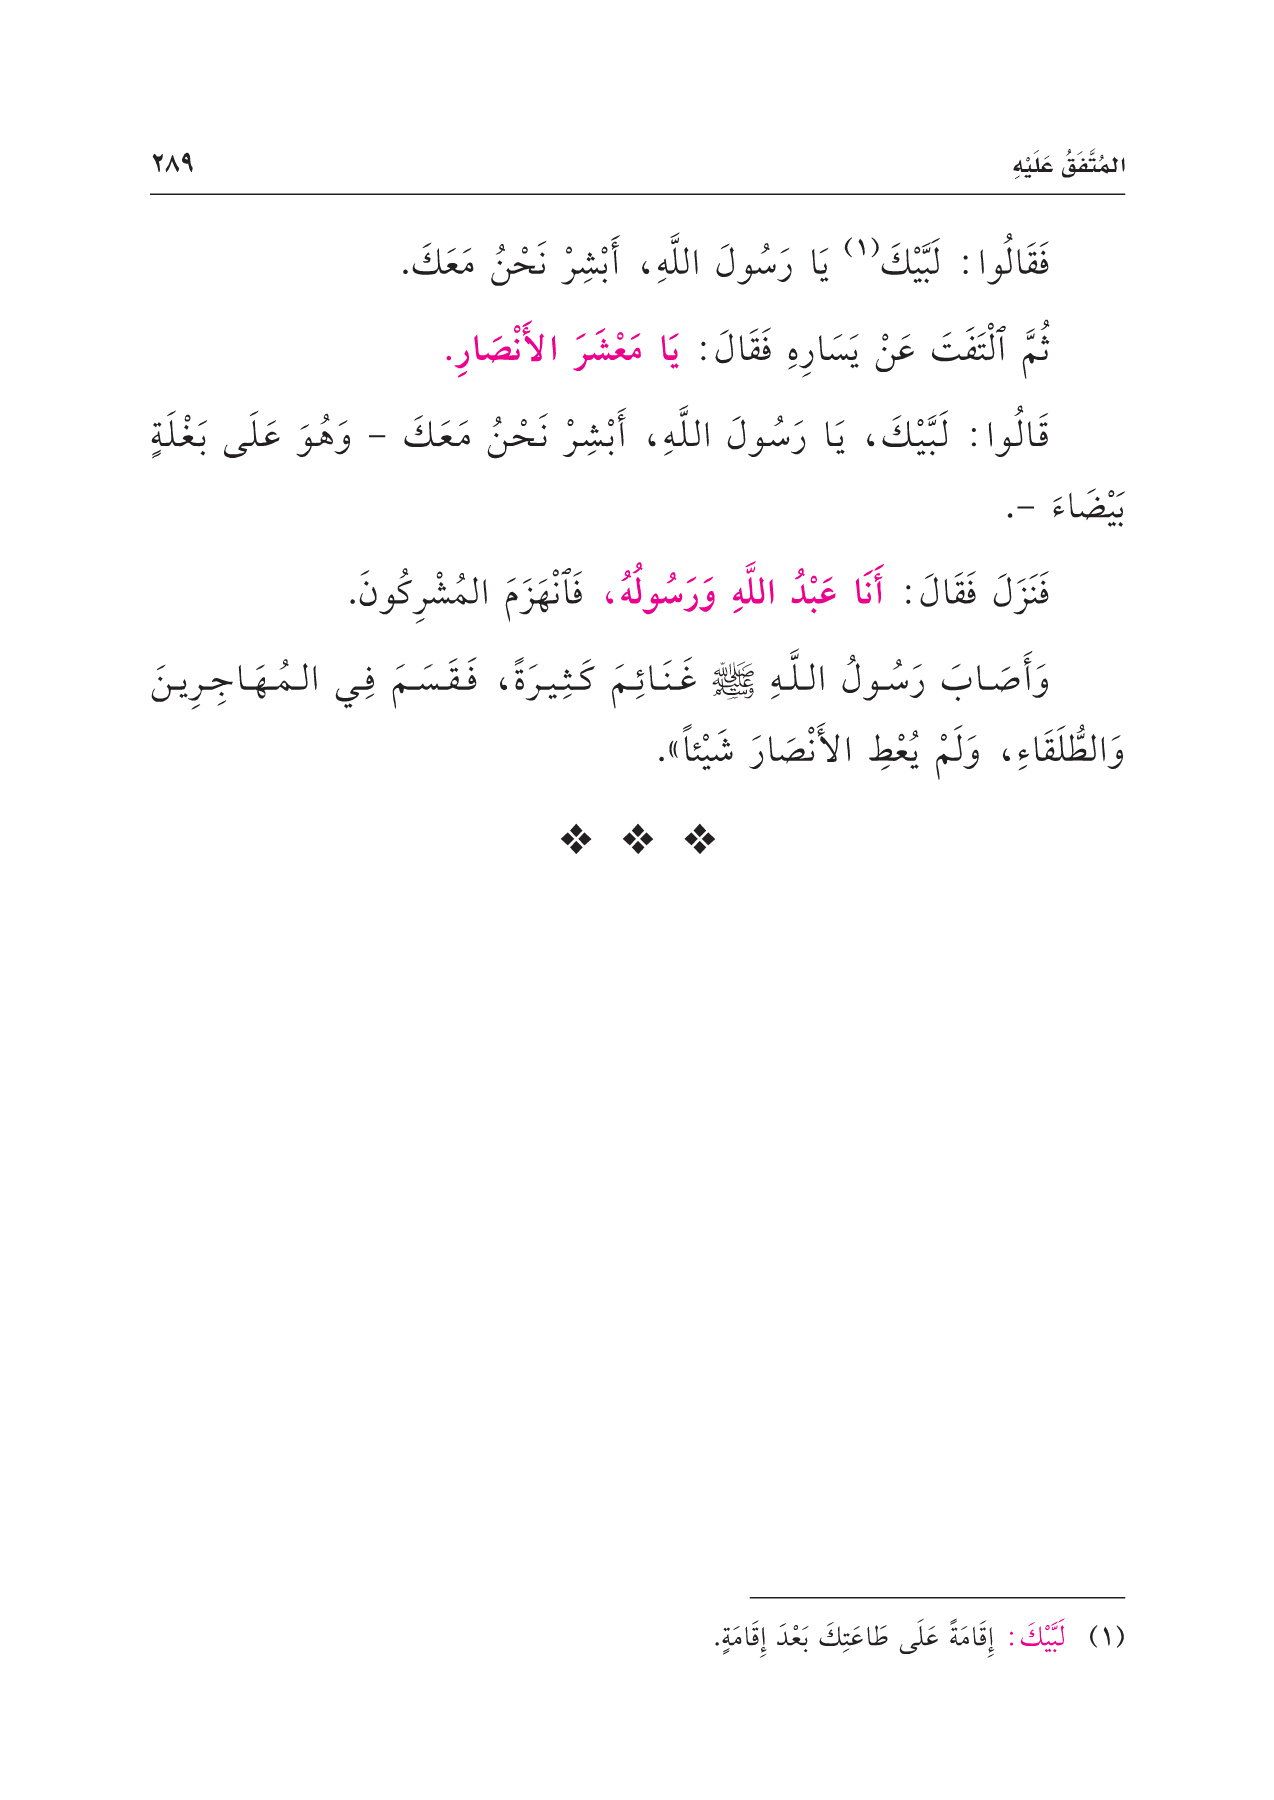 المُتَّفَقُ عَلَيْهِ ٢٨٩
فَقَالُوا: لَبَّيْكَ(١) يَا رَسُولَ اللَّهِ، أَبْشِرْ نَحْنُ مَعَكَ.
ثُمَّ ٱلْتَفَتَ عَنْ يَسَارِهِ فَقَالَ: يَا مَعْشَرَ الأَنْصَارِ.
قَالُوا: لَبَّيْكَ، يَا رَسُولَ اللَّهِ، أَبْشِرْ نَحْنُ مَعَكَ - وَهُوَ عَلَى بَغْلَةٍ
بَيْضَاءَ -.
فَنَزَلَ فَقَالَ: أَنَا عَبْدُ اللَّهِ وَرَسُولُهُ، فَٱنْهَزَمَ المُشْرِكُونَ.
وَأَصَابَ رَسُولُ اللَّهِ ﷺ غَنَائِمَ كَثِيرَةً، فَقَسَمَ فِي المُهَاجِرِينَ
وَالطُّلَقَاءِ، وَلَمْ يُعْطِ الأَنْصَارَ شَيْئاً».
❖ ❖ ❖
(١) لَبَّيْكَ: إِقَامَةً عَلَى طَاعَتِكَ بَعْدَ إِقَامَةٍ.